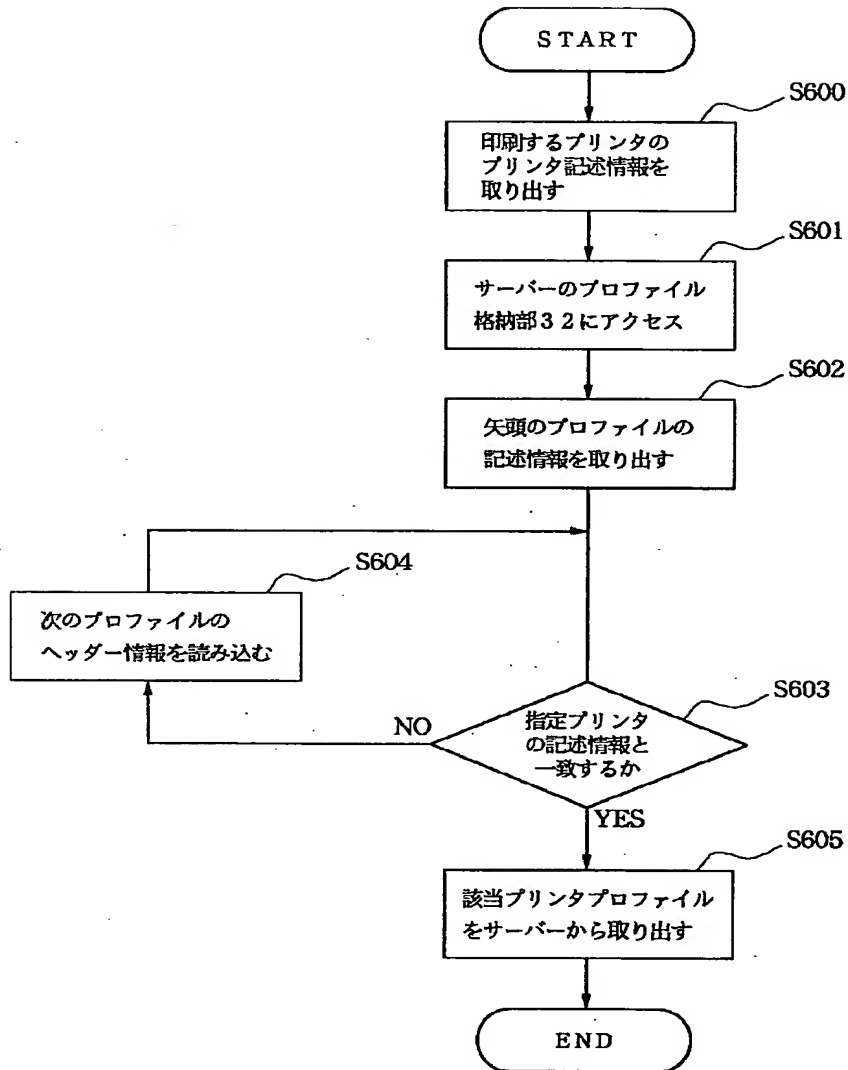 START
S600
印刷するプリンタの
プリンタ記述情報を
取り出す
S601
サーバーのプロファイル
格納部32にアクセス
S602
矢頭のプロファイルの
記述情報を取り出す
S604
次のプロファイルの
ヘッダー情報を読み込む
S603
指定プリンタ
の記述情報と
一致するか
NO
YES
S605
該当プリンタプロファイル
をサーバーから取り出す
END